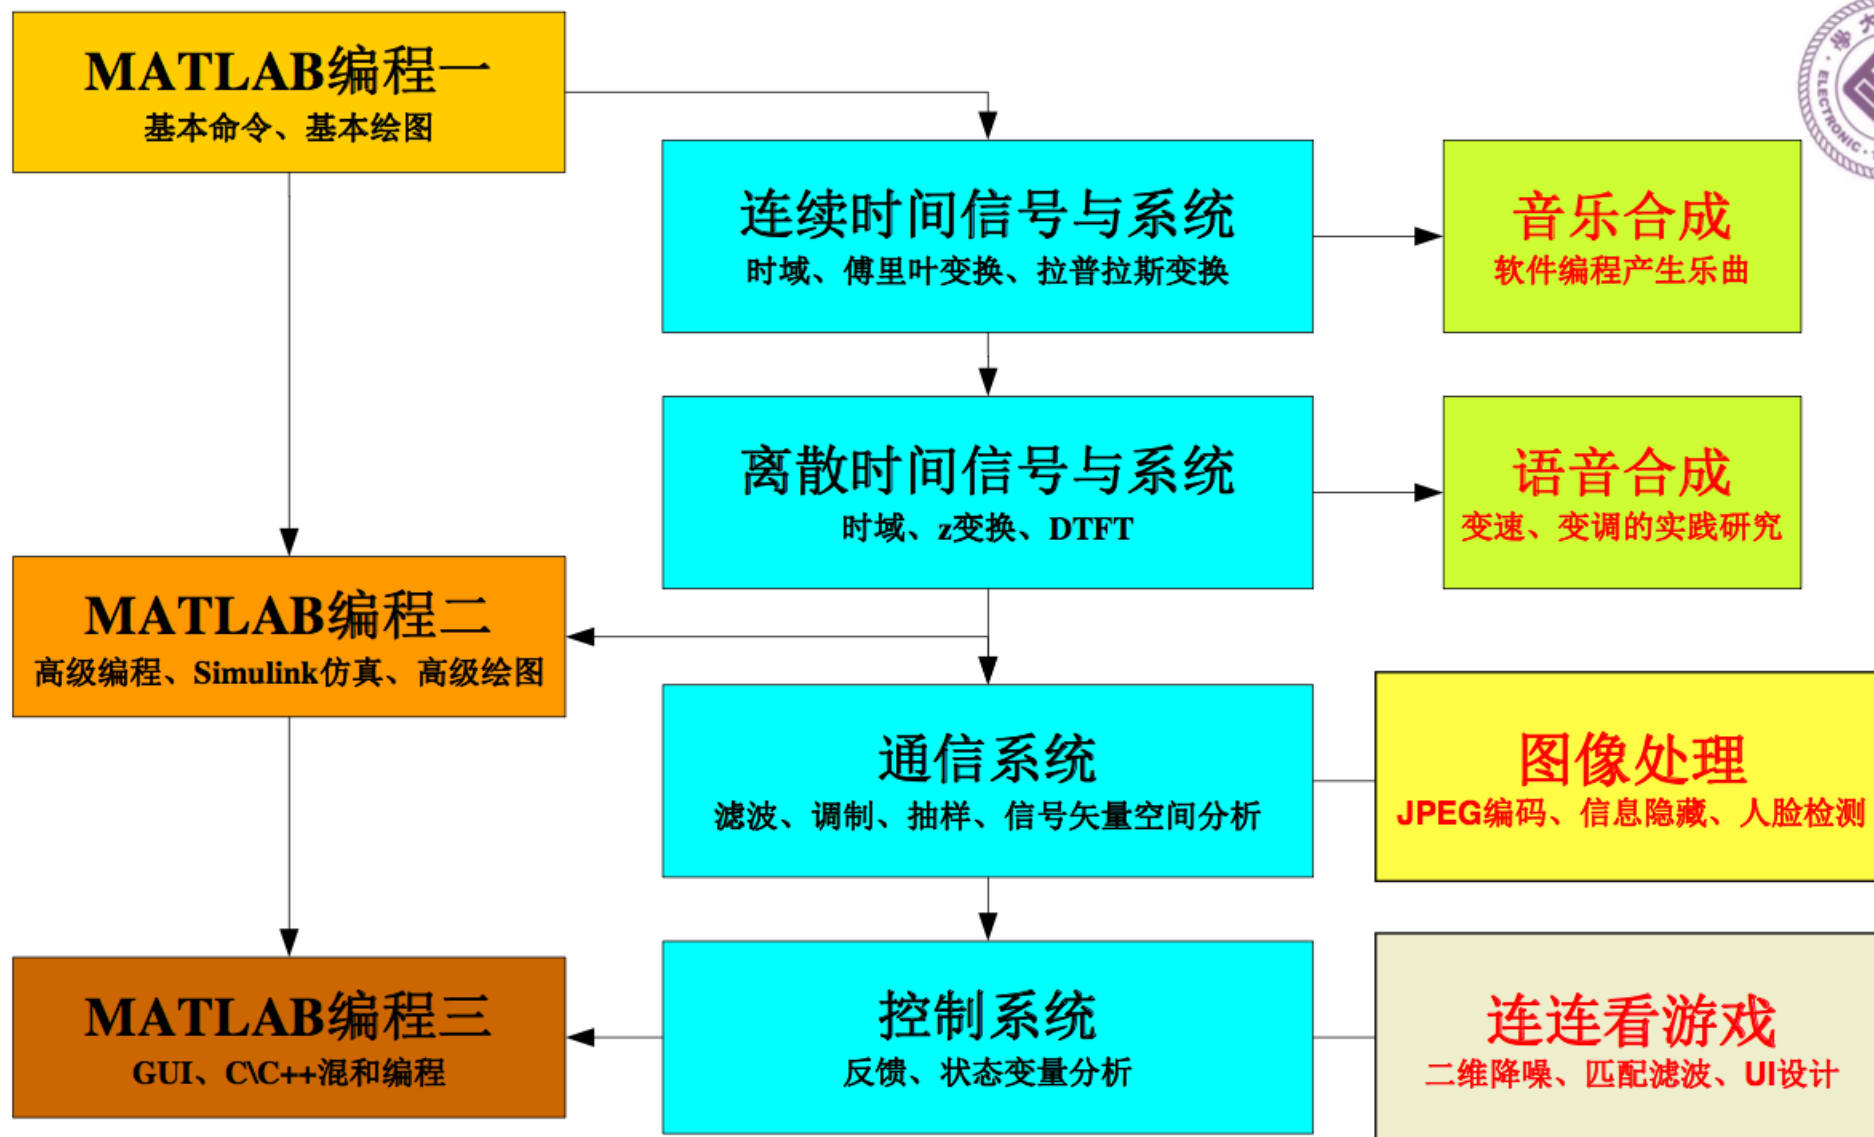 MATLAB编程一
基本命令、基本绘图
连续时间信号与系统
时域、傅里叶变换、拉普拉斯变换
音乐合成
软件编程产生乐曲
离散时间信号与系统
时域、z变换、DTFT
语音合成
变速、变调的实践研究
MATLAB编程二
高级编程、Simulink仿真、高级绘图
通信系统
滤波、调制、抽样、信号矢量空间分析
图像处理
JPEG编码、信息隐藏、人脸检测
MATLAB编程三
GUI、C\C++混和编程
控制系统
反馈、状态变量分析
连连看游戏
二维降噪、匹配滤波、UI设计
ELECTRONIC